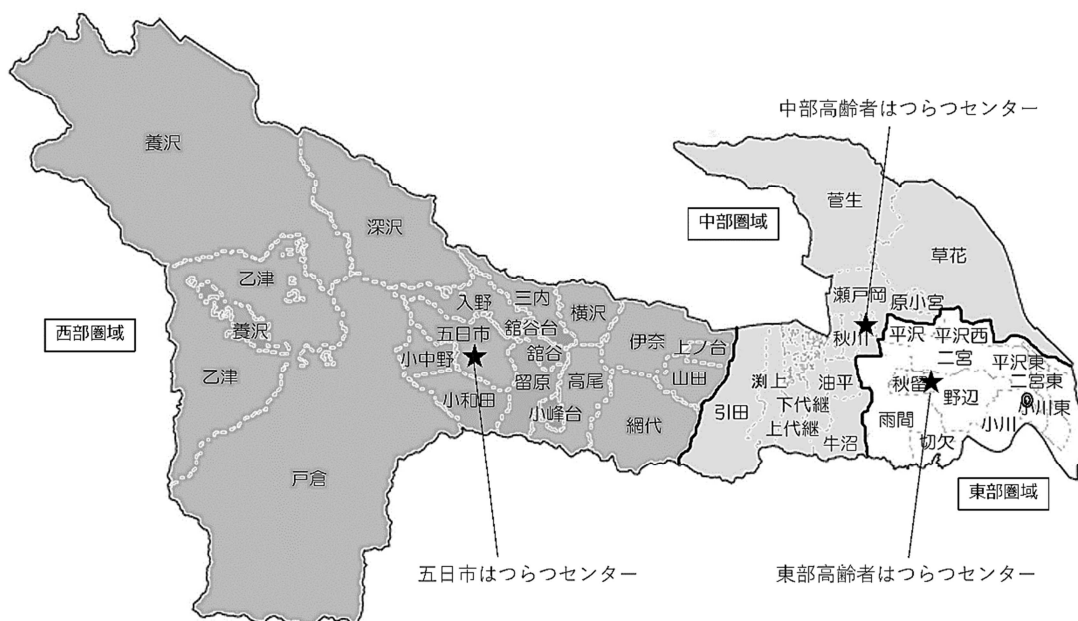 中部高齢者はつらつセンター
養沢
菅生
中部圏域
深沢
草花
乙津
瀬戸岡
原小宮
入野
三内
横沢
西部圏域
養沢
五日市
舘谷台
秋川
平沢
平沢西
伊奈
上ノ台
二宮
平沢東
小中野
舘谷
乙津
留原
高尾
山田
渕上
油平
秋留
野辺
二宮東
小和田
小峰台
引田
下代継
小川東
網代
上代継
牛沼
雨間
切欠
小川
戸倉
東部圏域
五日市はつらつセンター
東部高齢者はつらつセンター